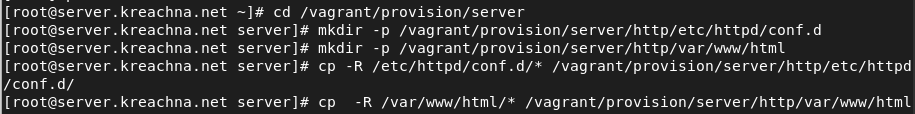 [root@server.kreachna.net ~]# cd /vagrant/provision/server
[root@server.kreachna.net server]# mkdir -p /vagrant/provision/server/http/etc/httpd/conf.d
[root@server.kreachna.net server]# mkdir -p /vagrant/provision/server/http/var/www/html
[root@server.kreachna.net server]# cp -R /etc/httpd/conf.d/* /vagrant/provision/server/http/etc/httpd
/conf.d/
[root@server.kreachna.net server]# cp  -R /var/www/html/* /vagrant/provision/server/http/var/www/html